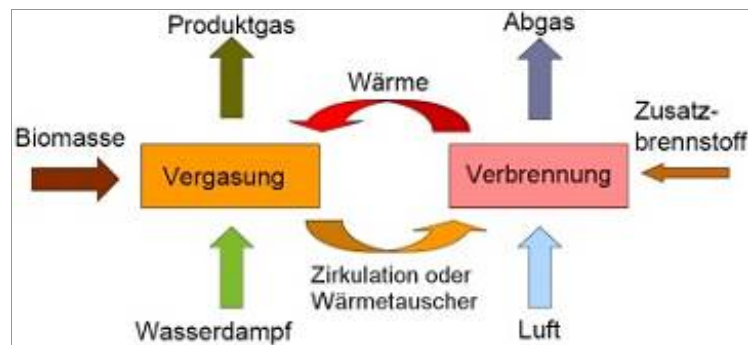 Produktgas
Abgas
Wärme
Zusatz-
brennstoff
Biomasse
Vergasung
Verbrennung
Zirkulation oder
Wärmetauscher
Wasserdampf
Luft